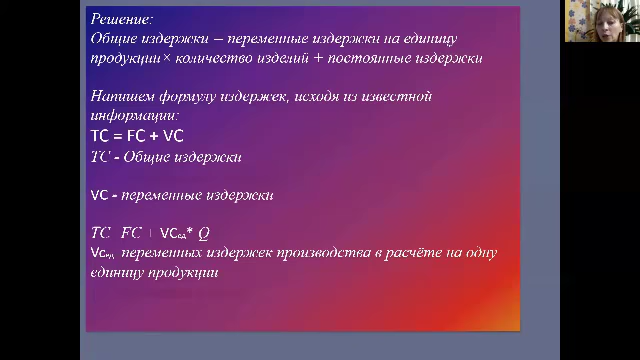 Решение:
Общие издержки – переменные издержки на единицу
продукции× количество изделий + постоянные издержки
Напишем формулу издержек, исходя из известной
информации:
TC = FC + VC
TC - Общие издержки
VC - переменные издержки
TC FC + VCед* Q
VCед переменных издержек производства в расчёте на одну
единицу продукции